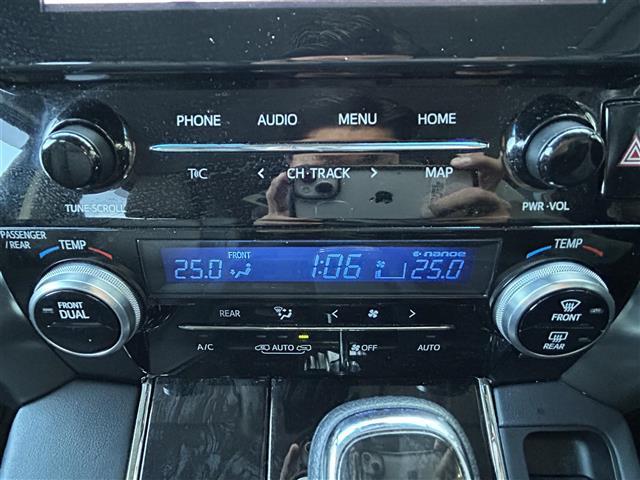 PHONE AUDIO MENU HOME
T C < CH·TRACK > MAP
TUNE·SCROLL PWR·VOL
PASSENGER
/REAR
TEMP
FRONT
DUAL
25.0 FRONT 1:06 nanoe 25.0
TEMP
FRONT
REAR
REAR < >
A/C AUTO OFF AUTO